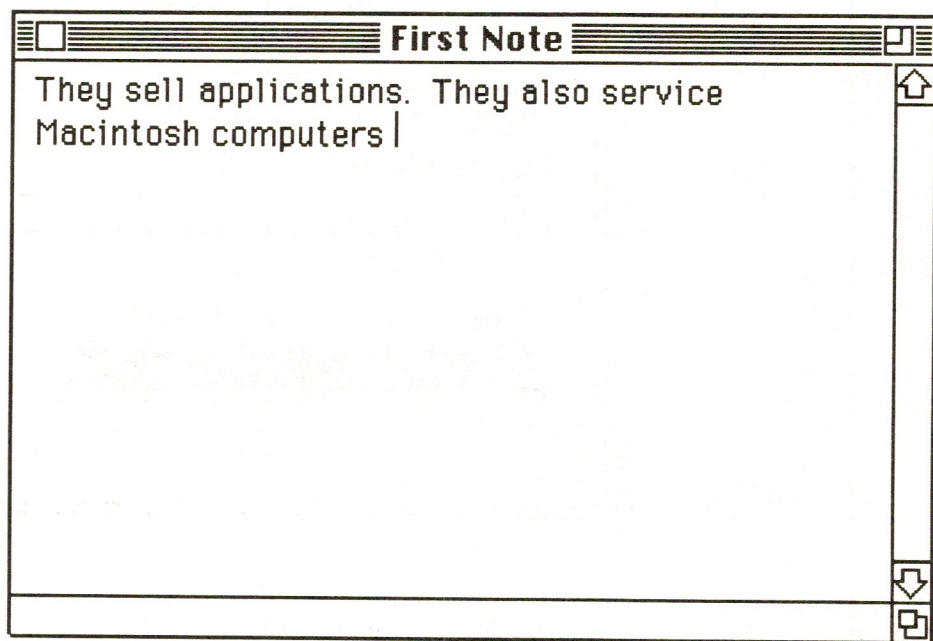 First Note
They sell applications.  They also service
Macintosh computers